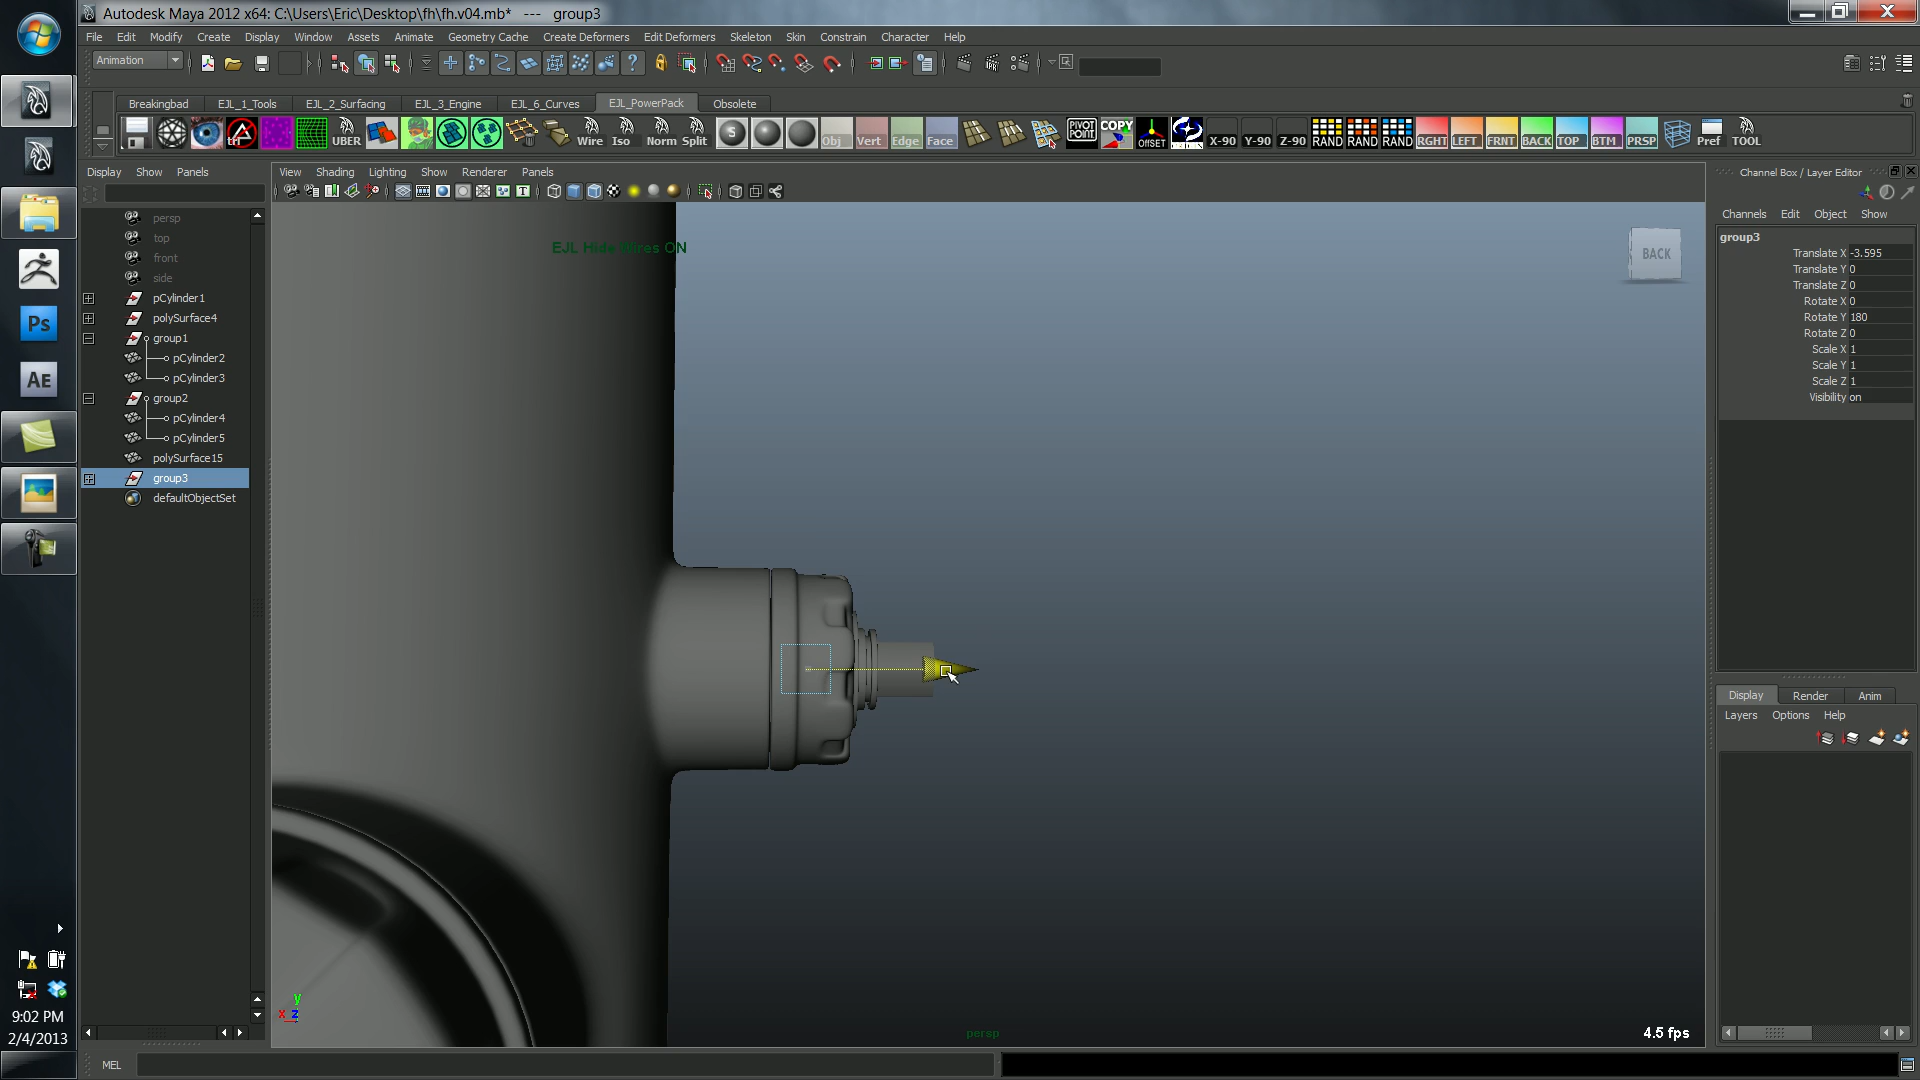 Autodesk Maya 2012 x64: C:\Users\Eric\Desktop\fh\fh.v04.mb* --- group3
File Edit Modify Create Display Window Assets Animate Geometry Cache Create Deformers Edit Deformers Skeleton Skin Constrain Character Help
Animation
Breakingbad EJL_1_Tools EJL_2_Surfacing EJL_3_Engine EJL_6_Curves EJL_PowerPack Obsolete
tri UBER Wire Iso Norm Split S Obj Vert Edge Face PIVOT POINT COPY OffSET X-90 Y-90 Z-90 RAND RAND RAND RGHT LEFT FRNT BACK TOP BTM PRSP Pref TOOL
Display Show Panels
View Shading Lighting Show Renderer Panels
Channel Box / Layer Editor
Channels Edit Object Show
persp
top
front
side
pCylinder1
polySurface4
group1
pCylinder2
pCylinder3
group2
pCylinder4
pCylinder5
polySurface15
group3
defaultObjectSet
EJL Hide Wires ON
BACK
group3
Translate X -3.595
Translate Y 0
Translate Z 0
Rotate X 0
Rotate Y 180
Rotate Z 0
Scale X 1
Scale Y 1
Scale Z 1
Visibility on
Ps
AE
Display Render Anim
Layers Options Help
y
x z
persp
4.5 fps
9:02 PM
2/4/2013
MEL